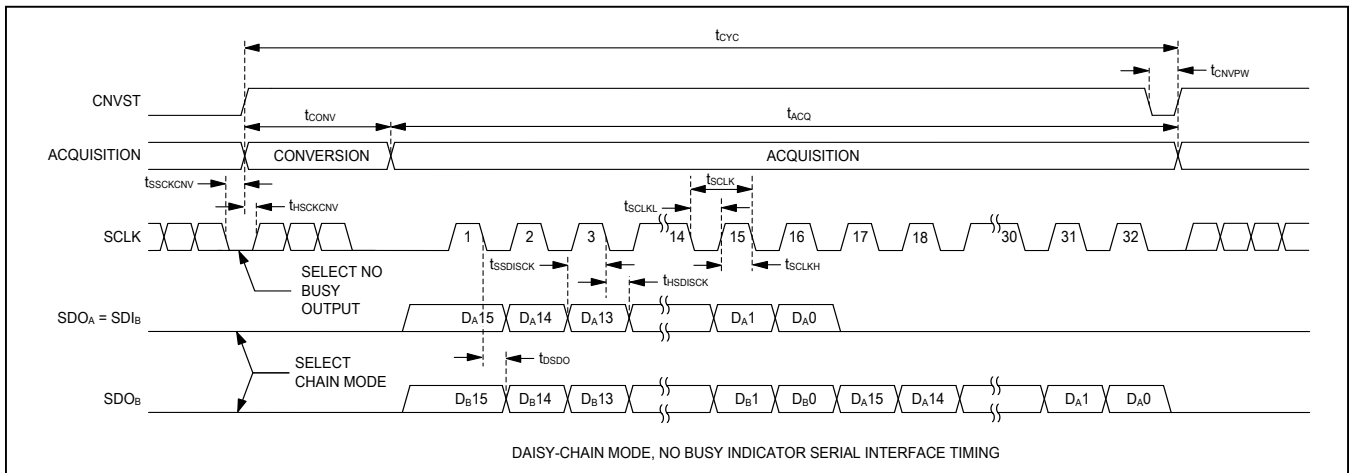 tCYC
tCNVPW
CNVST
tCONV
tACQ
ACQUISITION
CONVERSION
ACQUISITION
tSSCKCNV
tHSCKCNV
tSCLK
tSCLKL
SCLK
1 2 3 14 15 16 17 18 30 31 32
tSSDISCK
tHSDISCK
tSCLKH
SELECT NO
BUSY
OUTPUT
SDOA = SDIB
DA15 DA14 DA13 DA1 DA0
SELECT
CHAIN MODE
tDSDO
SDOB
DB15 DB14 DB13 DB1 DB0 DA15 DA14 DA1 DA0
DAISY-CHAIN MODE, NO BUSY INDICATOR SERIAL INTERFACE TIMING